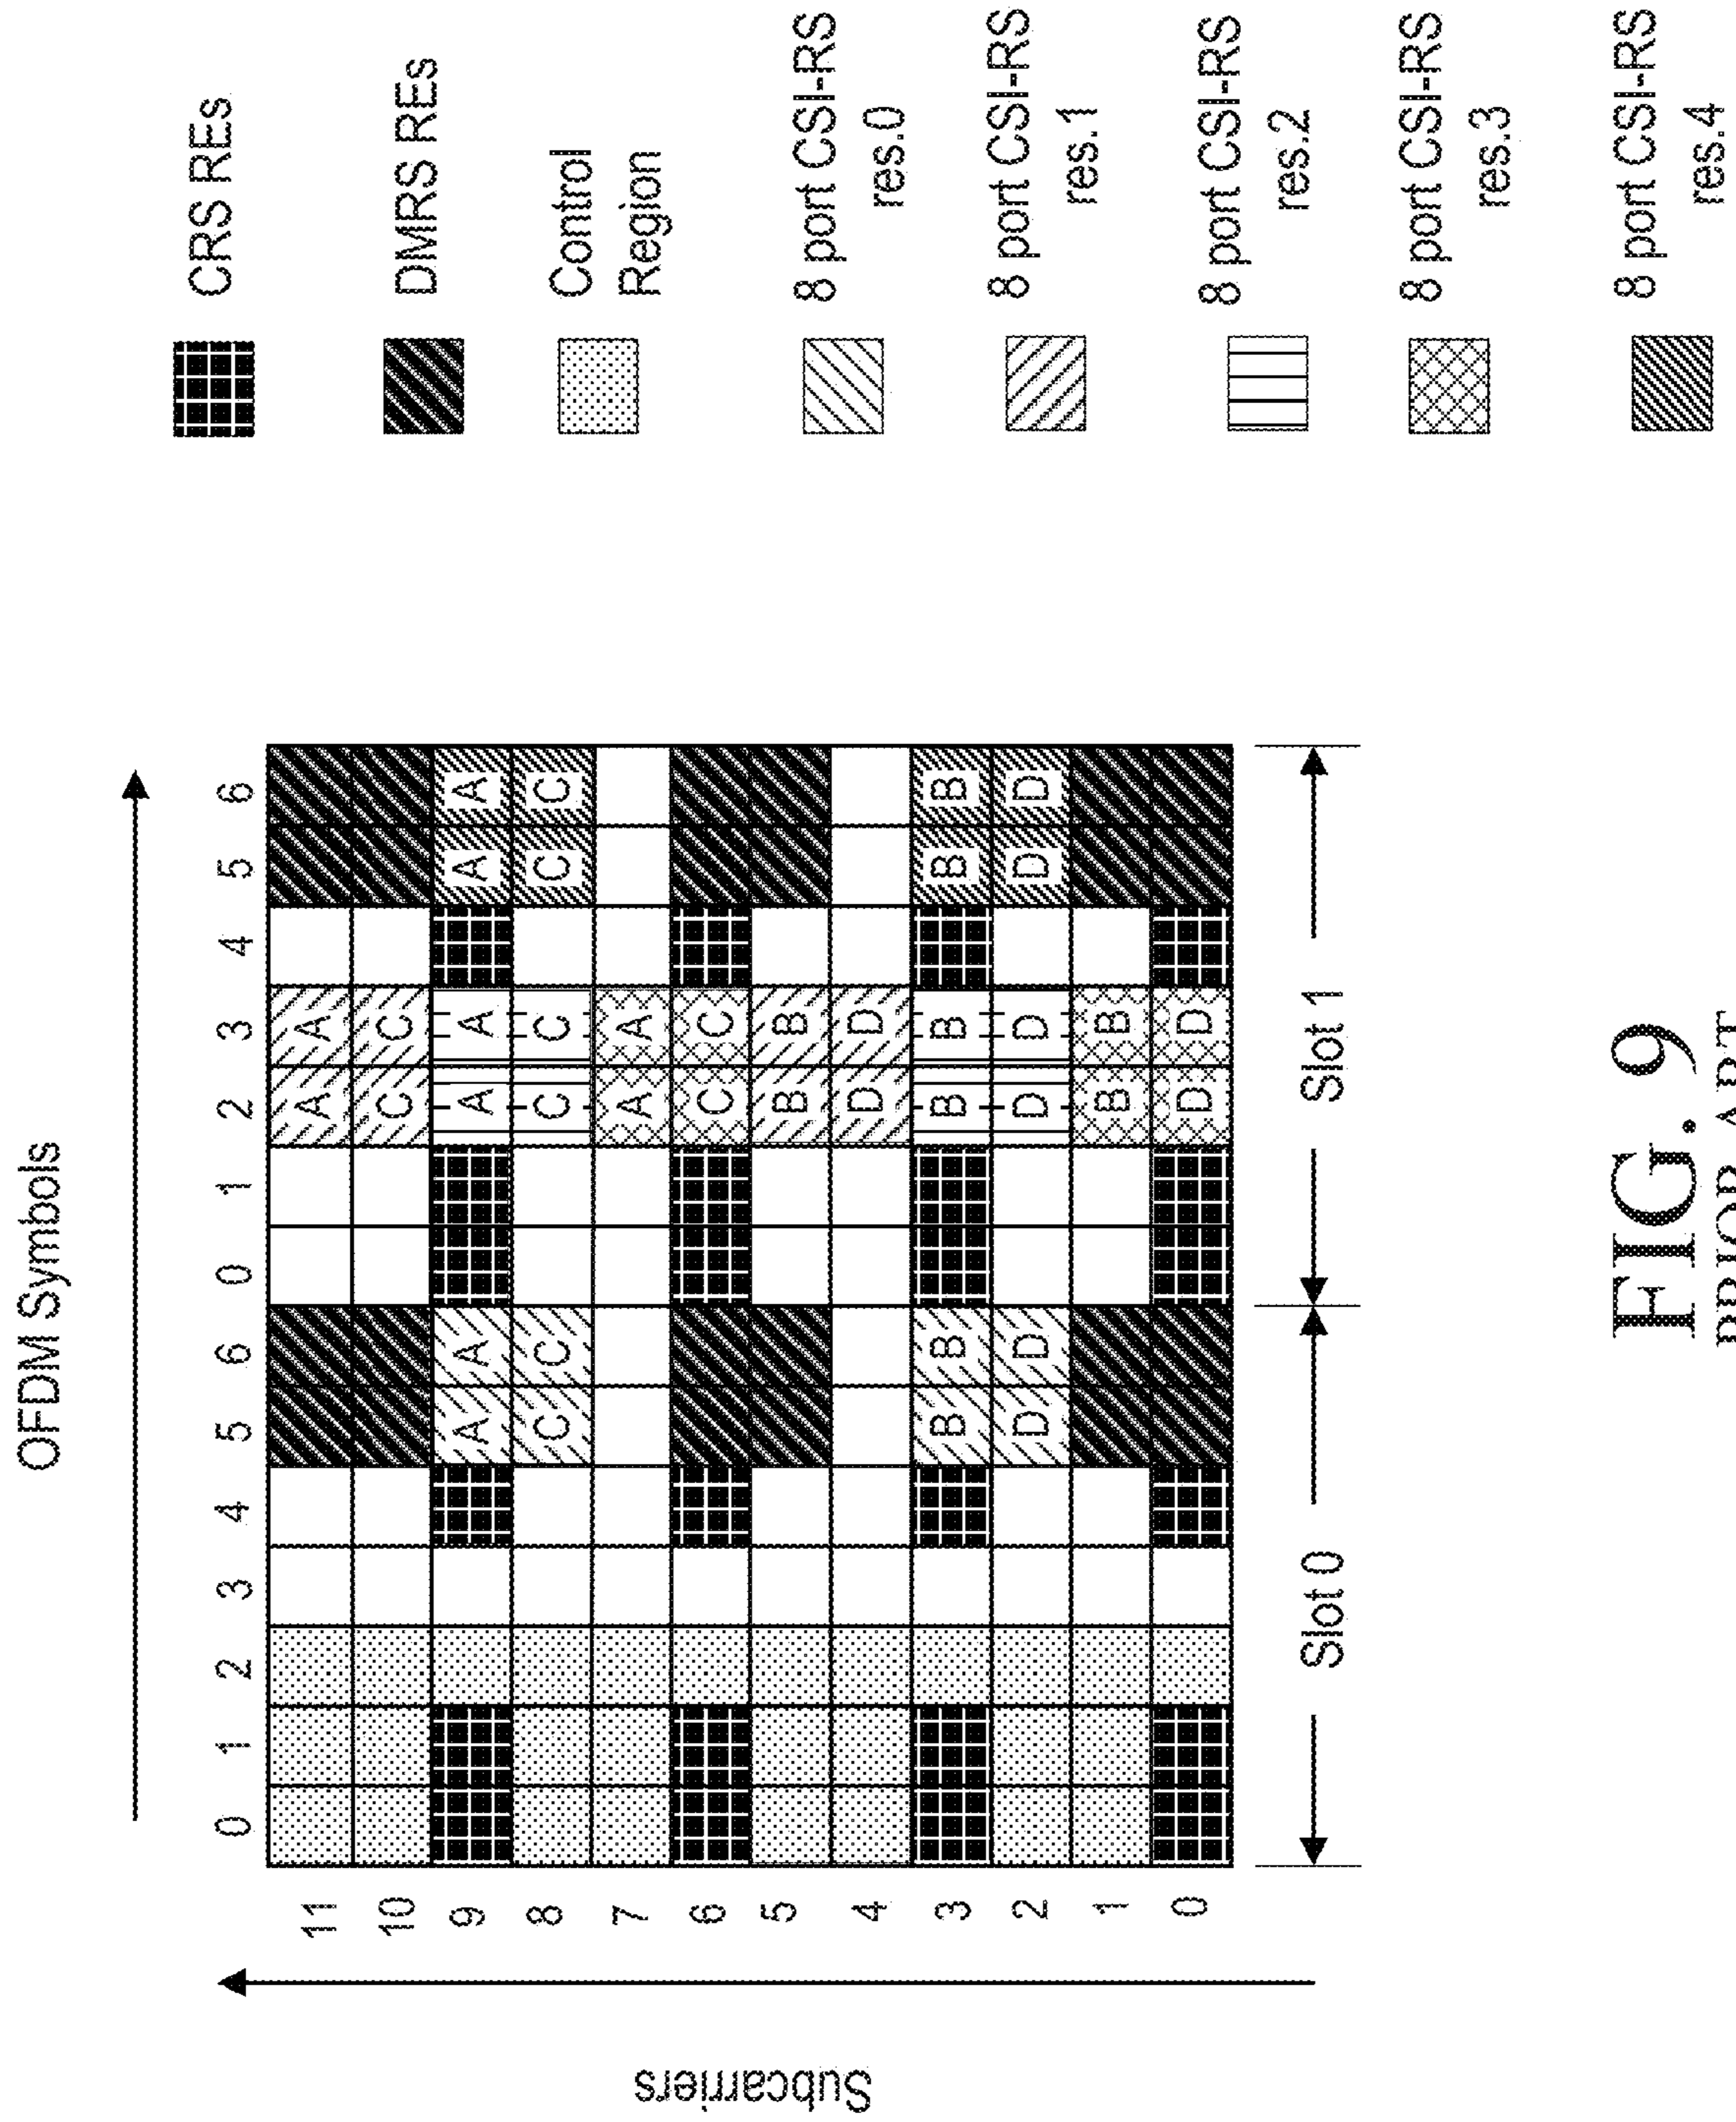 OFDM Symbols
0 1 2 3 4 5 6 0 1 2 3 4 5 6
Subcarriers
11 A A
10 C C
9 A A A A A A
8 C C C C C C
7 A A
6 C C
5 B B
4 D D
3 B B B B B B
2 D D D D D D
1 B B
0 D D
Slot 0 Slot 1
CRS REs
DMRS REs
Control
Region
8 port CSI-RS
res.0
8 port CSI-RS
res.1
8 port CSI-RS
res.2
8 port CSI-RS
res.3
8 port CSI-RS
res.4
FIG. 9
PRIOR ART